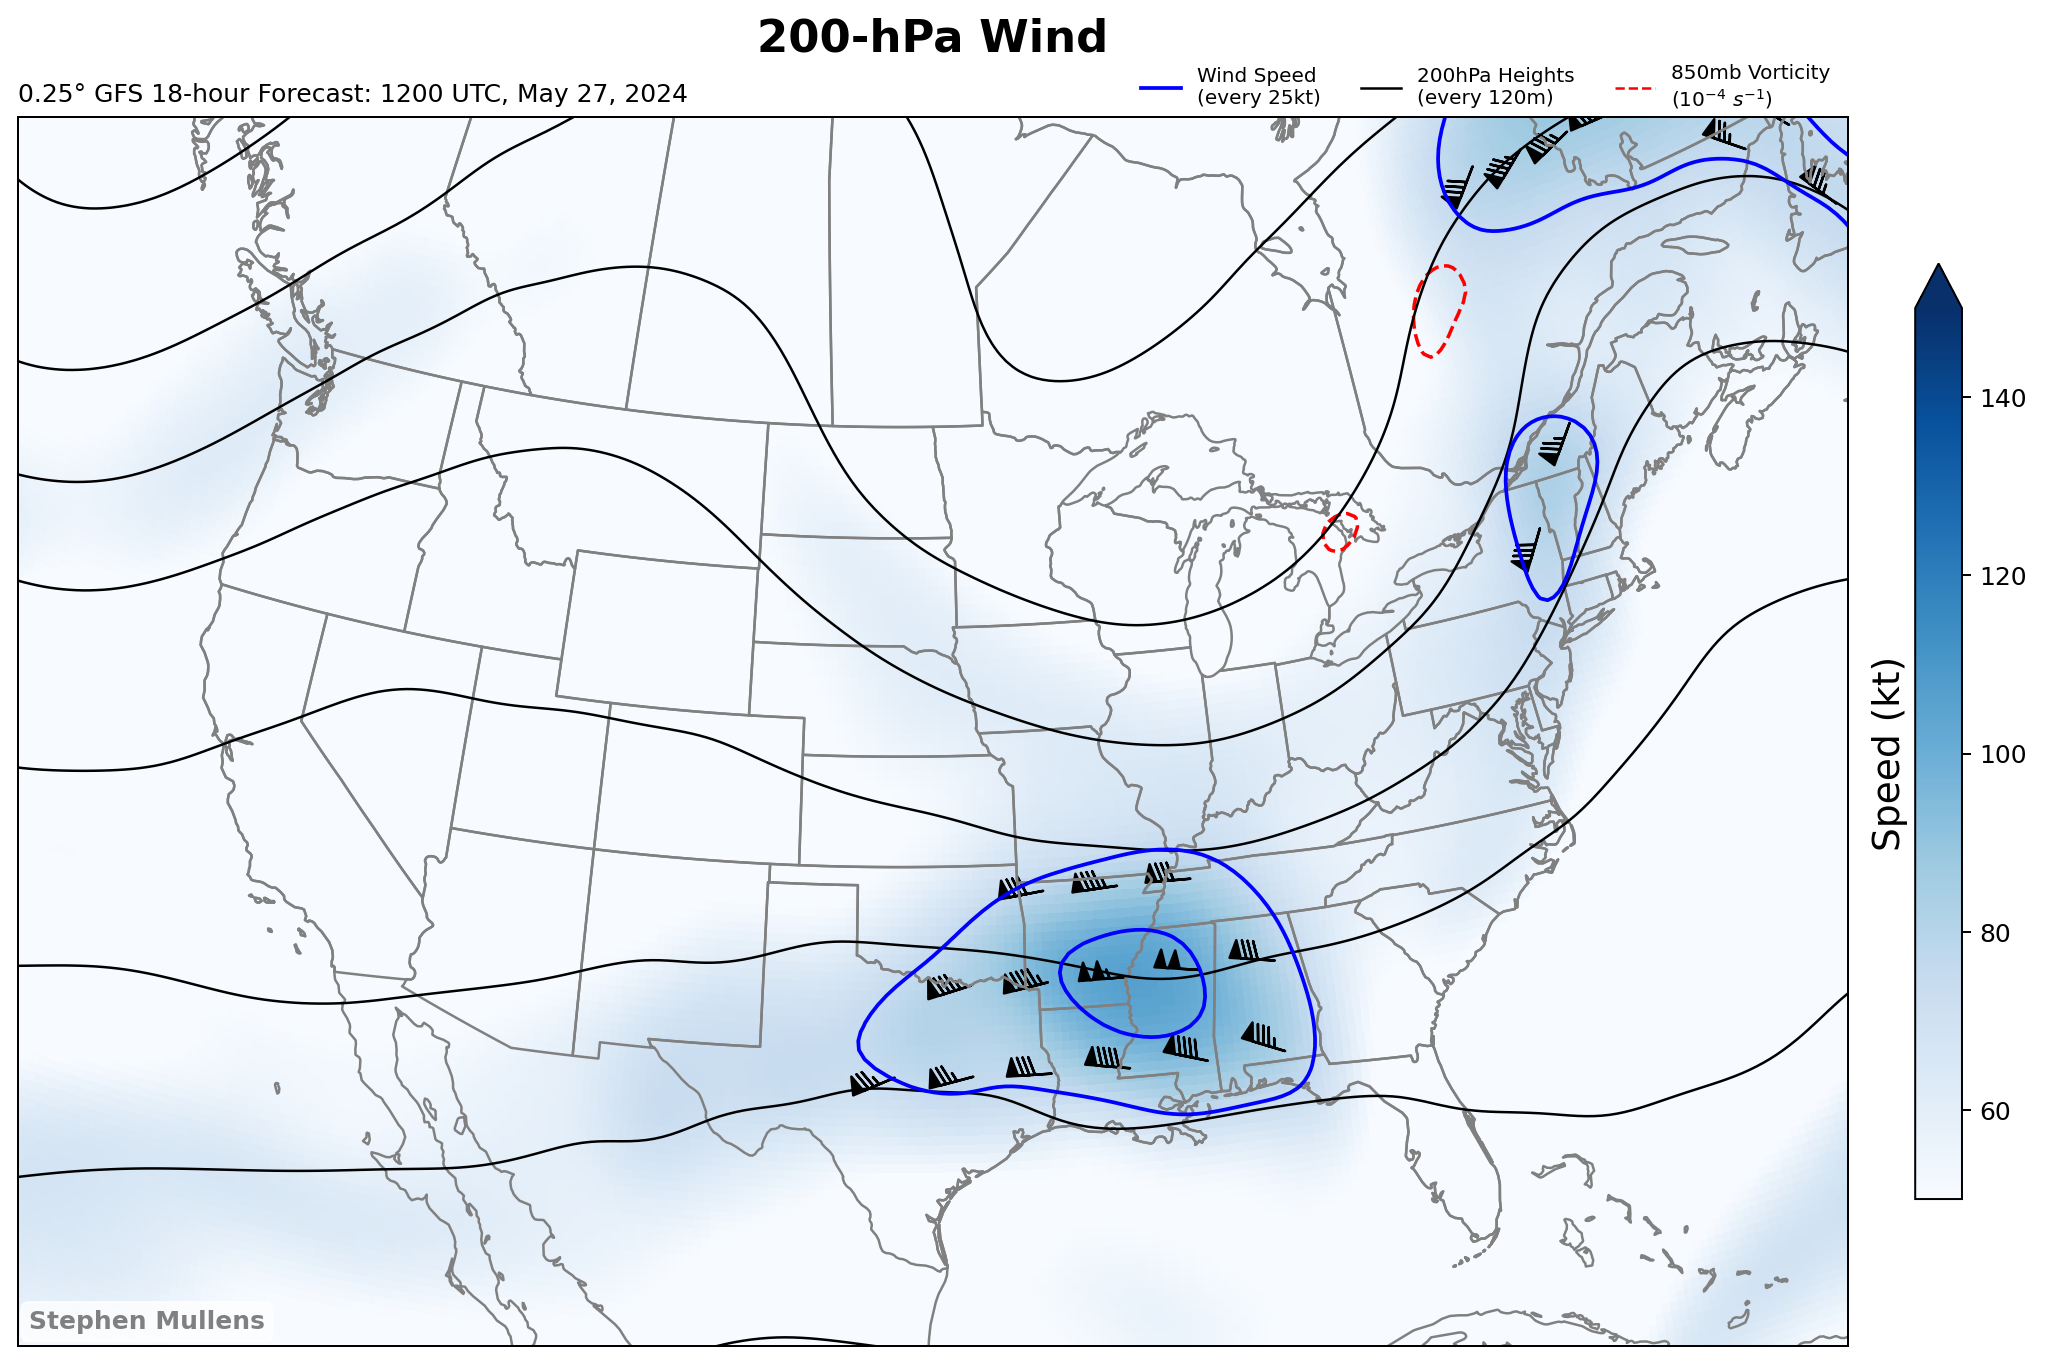 200-hPa Wind
0.25° GFS 18-hour Forecast: 1200 UTC, May 27, 2024
Wind Speed
(every 25kt)
200hPa Heights
(every 120m)
850mb Vorticity
(10⁻⁴ s⁻¹)
140
120
100
80
60
Speed (kt)
Stephen Mullens